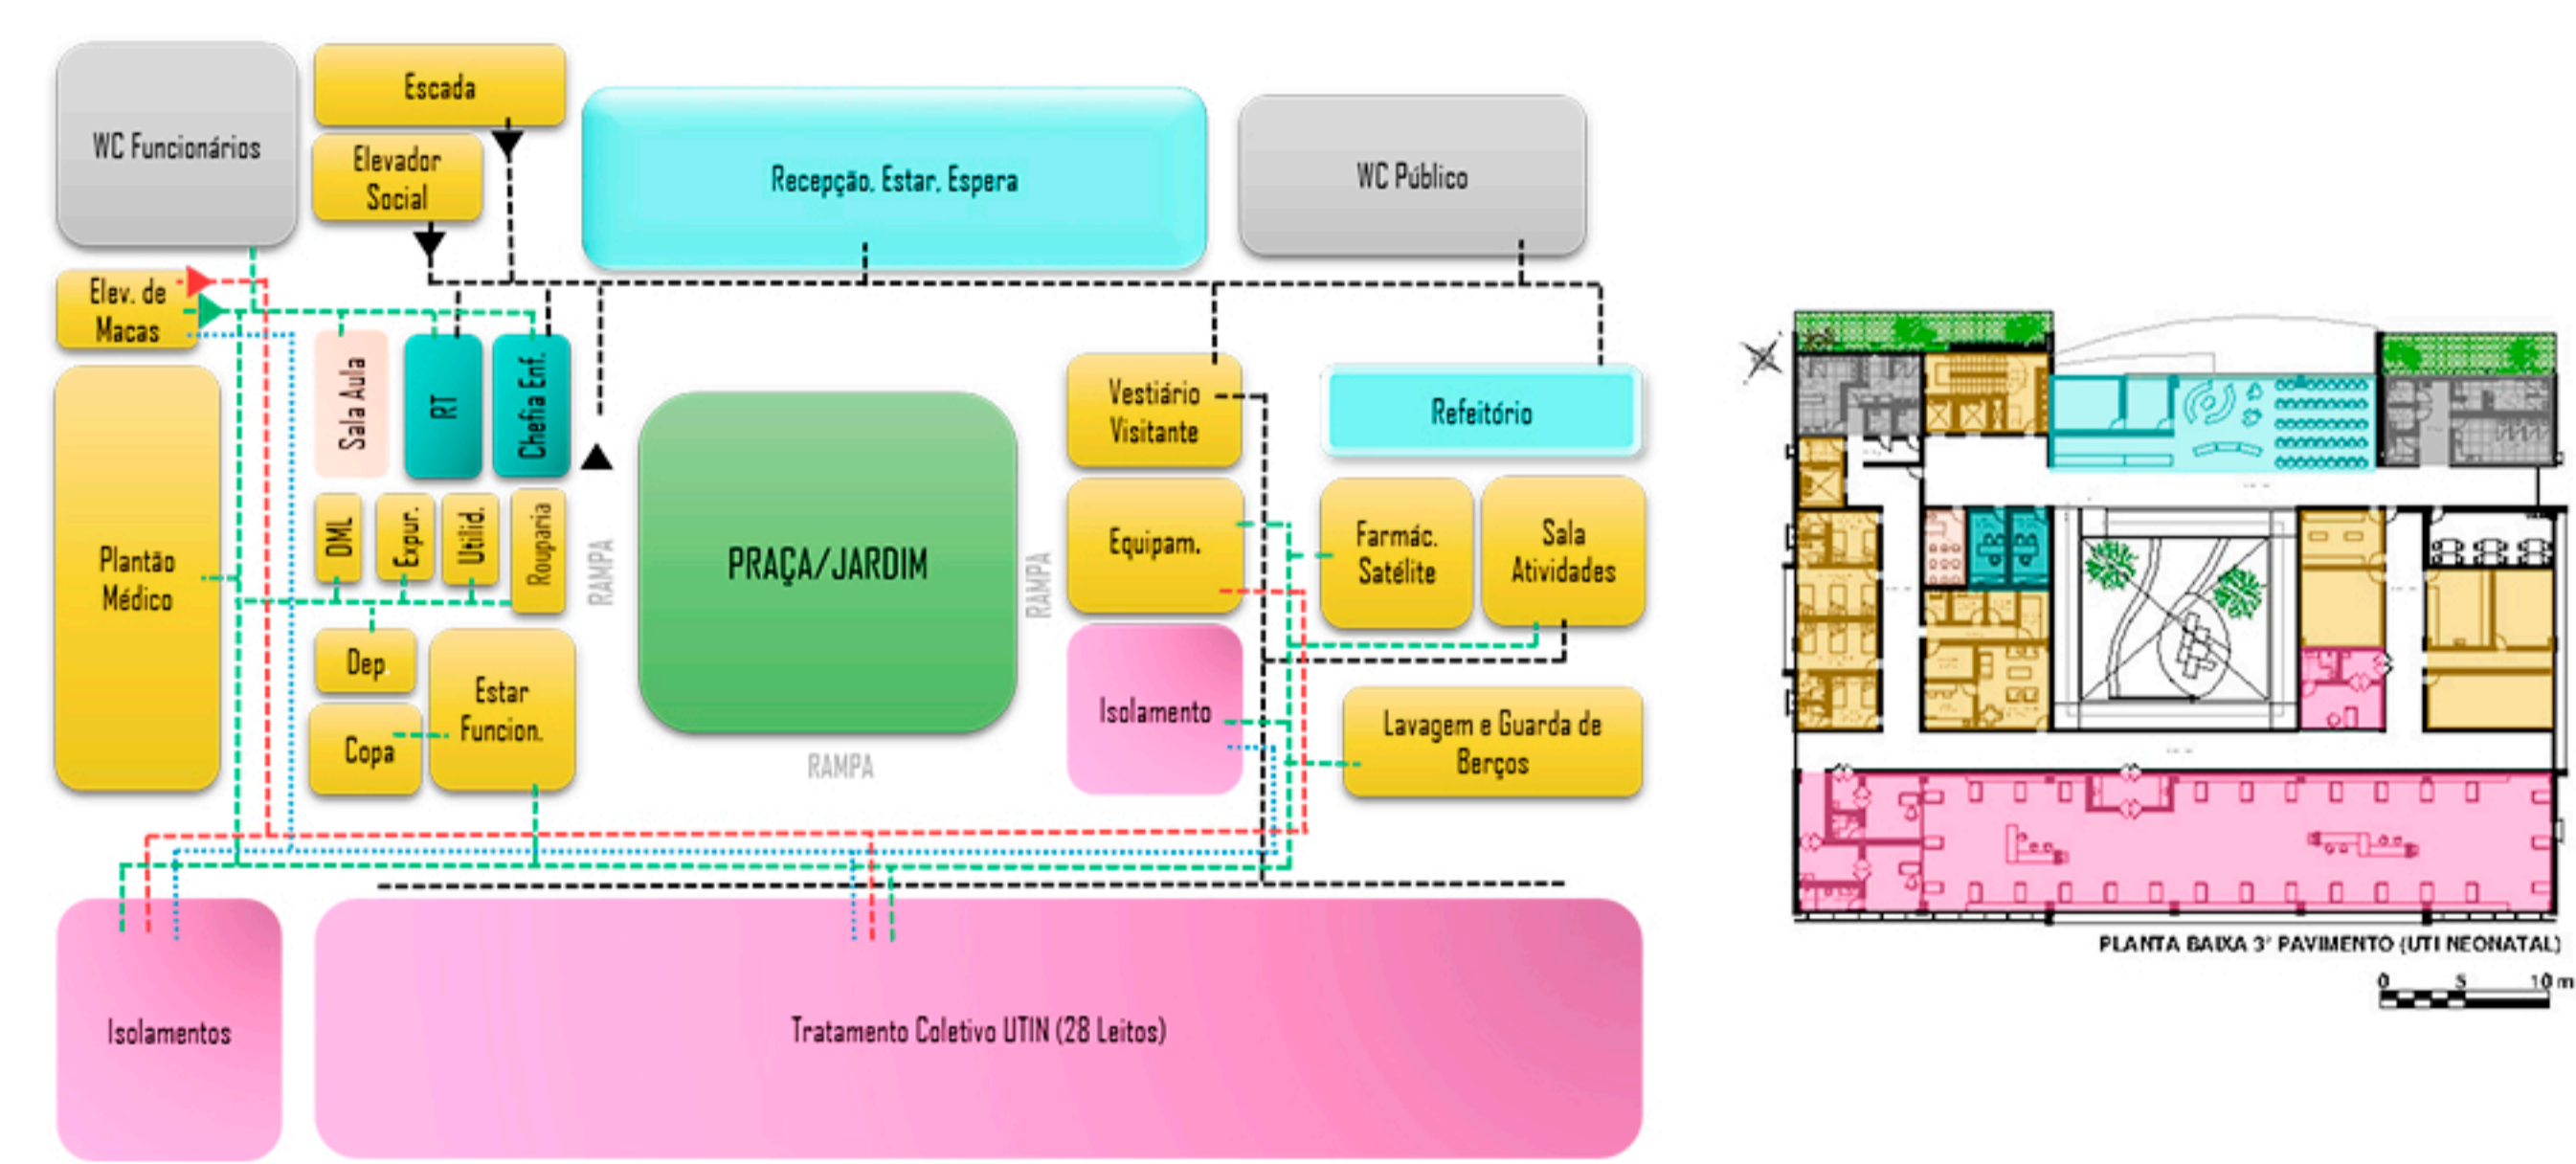 WC Funcionários
Escada
Elevador
Social
Recepção, Estar, Espera
WC Público
Elev. de
Macas
Sala Aula
RT
Chefia Enf.
Vestiário
Visitante
Refeitório
Plantão
Médico
DML
Expur.
Utilid.
Rouparia
RAMPA
PRAÇA/JARDIM
RAMPA
Equipam.
Farmác.
Satélite
Sala
Atividades
Dep.
Estar
Funcion.
Copa
RAMPA
Isolamento
Lavagem e Guarda de
Berços
Isolamentos
Tratamento Coletivo UTIN (28 Leitos)
PLANTA BAIXA 3° PAVIMENTO (UTI NEONATAL)
0 5 10 m